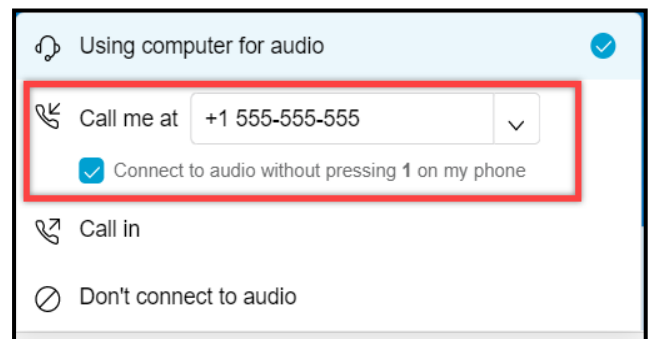 Using computer for audio
Call me at +1 555-555-555
Connect to audio without pressing 1 on my phone
Call in
Don't connect to audio